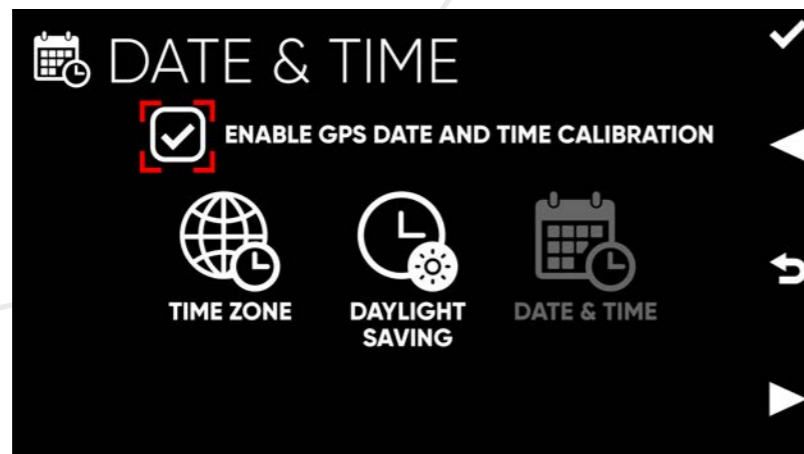 DATE & TIME
ENABLE GPS DATE AND TIME CALIBRATION
TIME ZONE
DAYLIGHT
SAVING
DATE & TIME